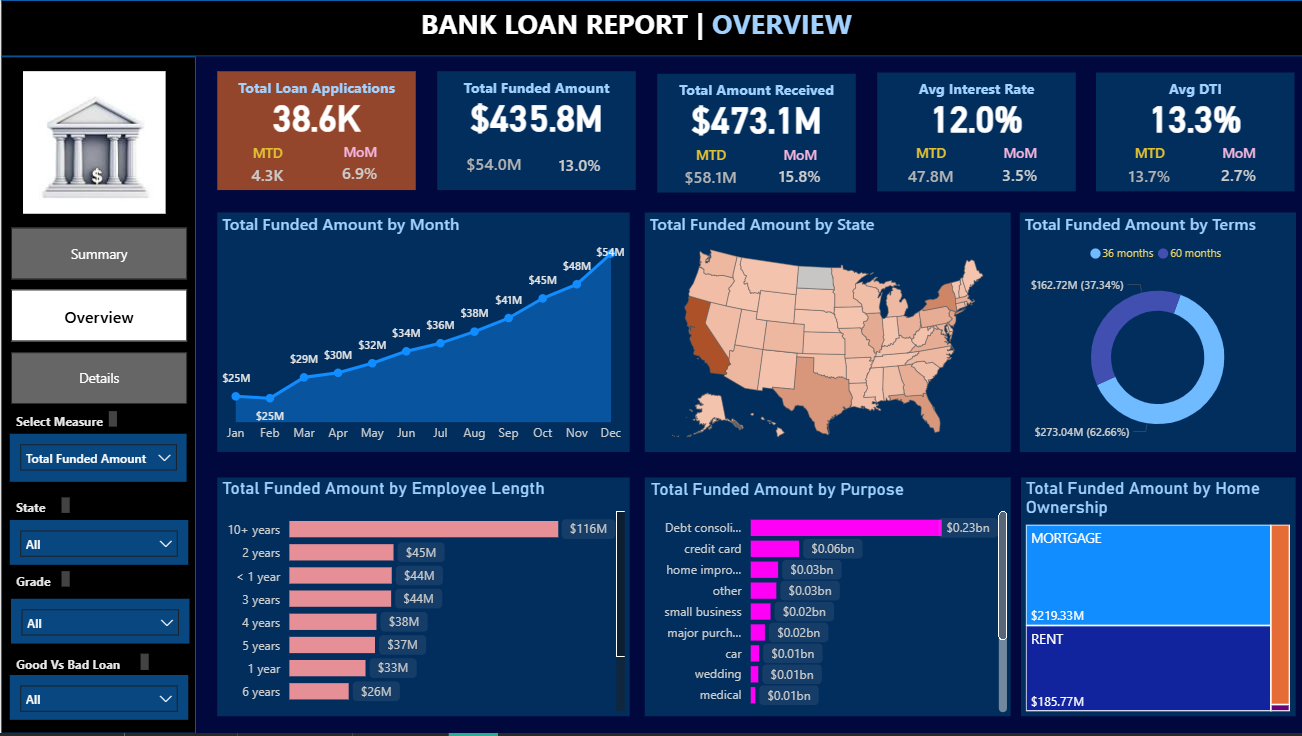 BANK LOAN REPORT | OVERVIEW
$
Summary
Overview
Details
Select Measure
Total Funded Amount
State
All
Grade
All
Good Vs Bad Loan
All
Total Loan Applications
38.6K
MTD
MoM
4.3K
6.9%
Total Funded Amount
$435.8M
$54.0M
13.0%
Total Amount Received
$473.1M
MTD
MoM
$58.1M
15.8%
Avg Interest Rate
12.0%
MTD
MoM
47.8M
3.5%
Avg DTI
13.3%
MTD
MoM
13.7%
2.7%
Total Funded Amount by Month
$25M
$25M
$29M
$30M
$32M
$34M
$36M
$38M
$41M
$45M
$48M
$54M
Jan Feb Mar Apr May Jun Jul Aug Sep Oct Nov Dec
Total Funded Amount by State
Total Funded Amount by Terms
36 months 60 months
$162.72M (37.34%)
$273.04M (62.66%)
Total Funded Amount by Employee Length
10+ years $116M
2 years $45M
< 1 year $44M
3 years $44M
4 years $38M
5 years $37M
1 year $33M
6 years $26M
Total Funded Amount by Purpose
Debt consoli... $0.23bn
credit card $0.06bn
home impro... $0.03bn
other $0.03bn
small business $0.02bn
major purch... $0.02bn
car $0.01bn
wedding $0.01bn
medical $0.01bn
Total Funded Amount by Home
Ownership
MORTGAGE
$219.33M
RENT
$185.77M